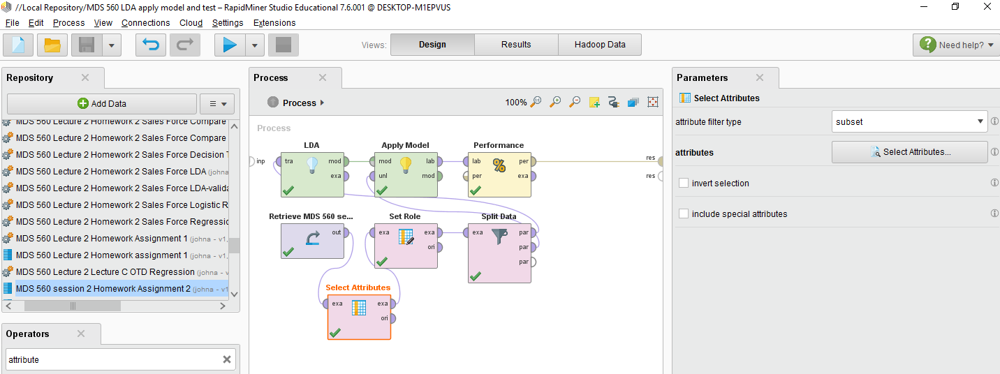 //Local Repository/MDS 560 LDA apply model and test – RapidMiner Studio Educational 7.6.001 @ DESKTOP-M1EPVUS
File Edit Process View Connections Cloud Settings Extensions
Views: Design Results Hadoop Data Need help?
Repository
Add Data
MDS 560 Lecture 2 Homework 2 Sales Force Compare
MDS 560 Lecture 2 Homework 2 Sales Force Compare
MDS 560 Lecture 2 Homework 2 Sales Force Decision
MDS 560 Lecture 2 Homework 2 Sales Force LDA (johna
MDS 560 Lecture 2 Homework 2 Sales Force LDA-valida
MDS 560 Lecture 2 Homework 2 Sales Force Logistic R
MDS 560 Lecture 2 Homework 2 Sales Force Regressio
MDS 560 Lecture 2 Homework Assignment 1 (johna – v1,
MDS 560 Lecture 2 Homework assignment 1 (johna – v1,
MDS 560 Lecture 2 Lecture C OTD Regression (johna – v
MDS 560 session 2 Homework Assignment 2 (johna – v1
Operators
attribute
Process
Process
100%
Process
LDA Apply Model Performance
inp tra mod mod lab lab per res
exa unl mod per exa res
Retrieve MDS 560 se... Set Role Split Data
out exa exa exa par
ori par
par
Select Attributes
exa exa
ori
Parameters
Select Attributes
attribute filter type subset
attributes Select Attributes...
invert selection
include special attributes